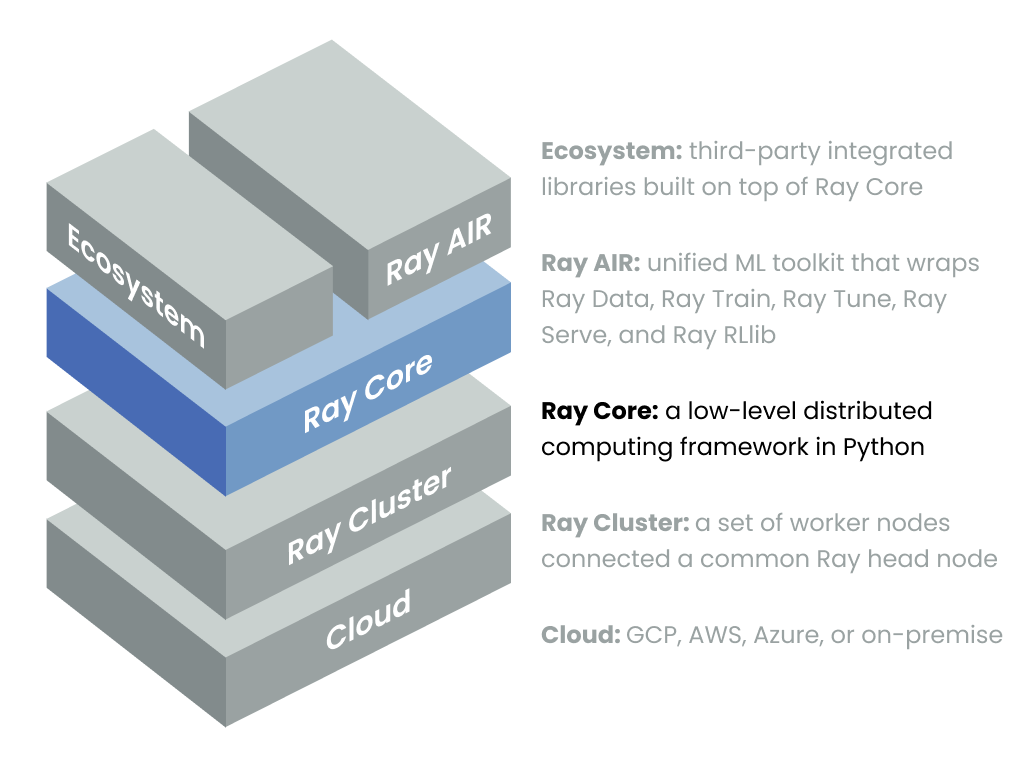 Ecosystem
Ray AIR
Ray Core
Ray Cluster
Cloud
Ecosystem: third-party integrated
libraries built on top of Ray Core
Ray AIR: unified ML toolkit that wraps
Ray Data, Ray Train, Ray Tune, Ray
Serve, and Ray RLlib
Ray Core: a low-level distributed
computing framework in Python
Ray Cluster: a set of worker nodes
connected a common Ray head node
Cloud: GCP, AWS, Azure, or on-premise